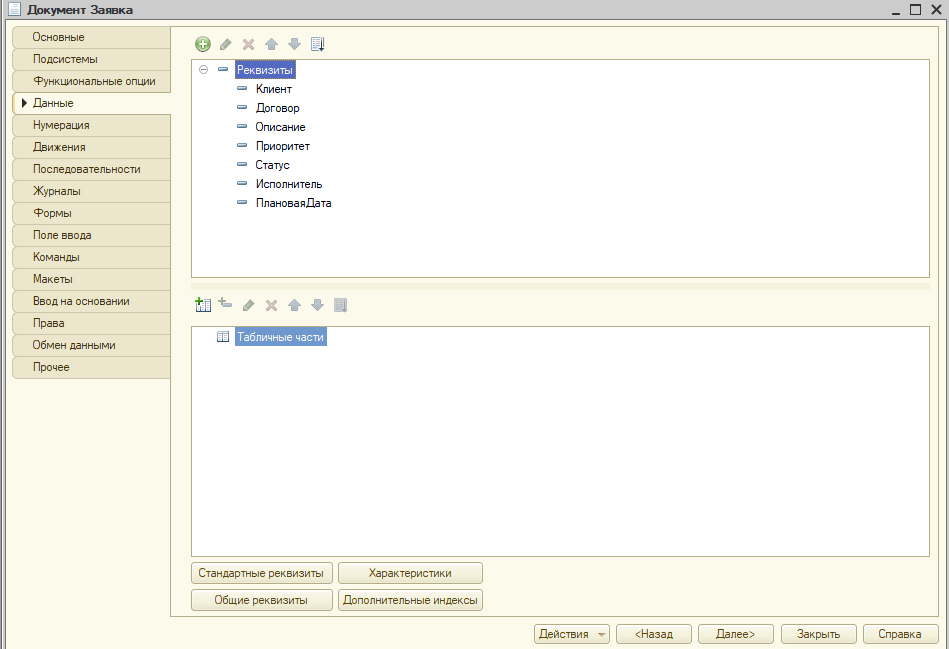 Документ Заявка
Основные
Подсистемы
Функциональные опции
Данные
Нумерация
Движения
Последовательности
Журналы
Формы
Поле ввода
Команды
Макеты
Ввод на основании
Права
Обмен данными
Прочее
Реквизиты
Клиент
Договор
Описание
Приоритет
Статус
Исполнитель
ПлановаяДата
Табличные части
Стандартные реквизиты
Характеристики
Общие реквизиты
Дополнительные индексы
Действия
<Назад
Далее>
Закрыть
Справка